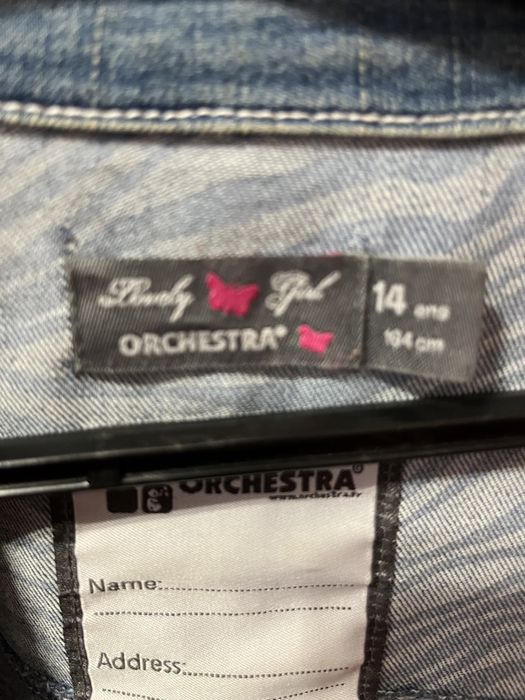 Lovely Girl
ORCHESTRA®
14 ans
164 cm
ORCHESTRA®
www.orchestra.fr
Name:
Address: